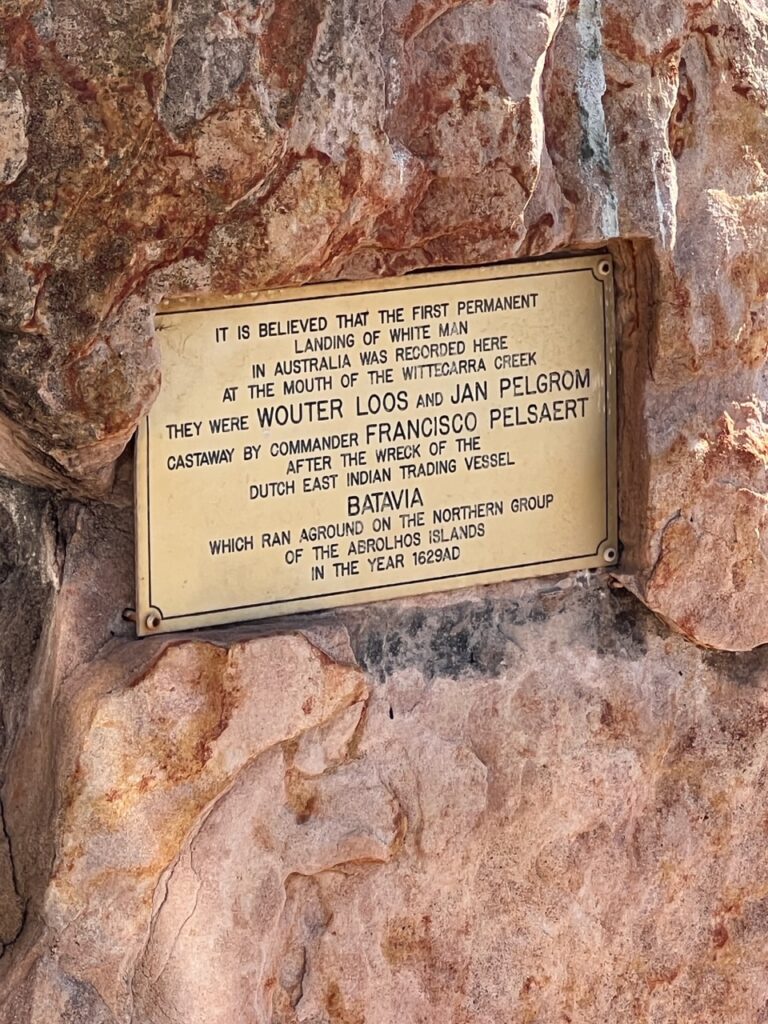 IT IS BELIEVED THAT THE FIRST PERMANENT
LANDING OF WHITE MAN
IN AUSTRALIA WAS RECORDED HERE
AT THE MOUTH OF THE WITTECARRA CREEK
THEY WERE WOUTER LOOS AND JAN PELGROM
CASTAWAY BY COMMANDER FRANCISCO PELSAERT
AFTER THE WRECK OF THE
DUTCH EAST INDIAN TRADING VESSEL
BATAVIA
WHICH RAN AGROUND ON THE NORTHERN GROUP
OF THE ABROLHOS ISLANDS
IN THE YEAR 1629AD